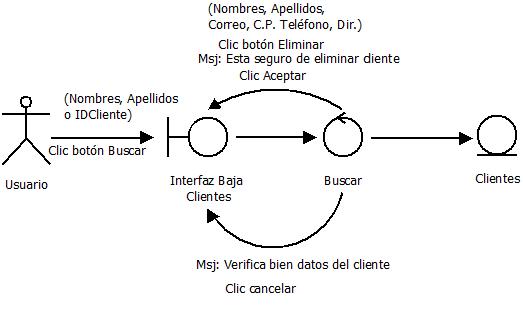 (Nombres, Apellidos,
Correo, C.P. Teléfono, Dir.)
Clic botón Eliminar
Msj: Esta seguro de eliminar cliente
Clic Aceptar
(Nombres, Apellidos
o IDCliente)
Clic botón Buscar
Usuario
Interfaz Baja
Clientes
Buscar
Clientes
Msj: Verifica bien datos del cliente
Clic cancelar